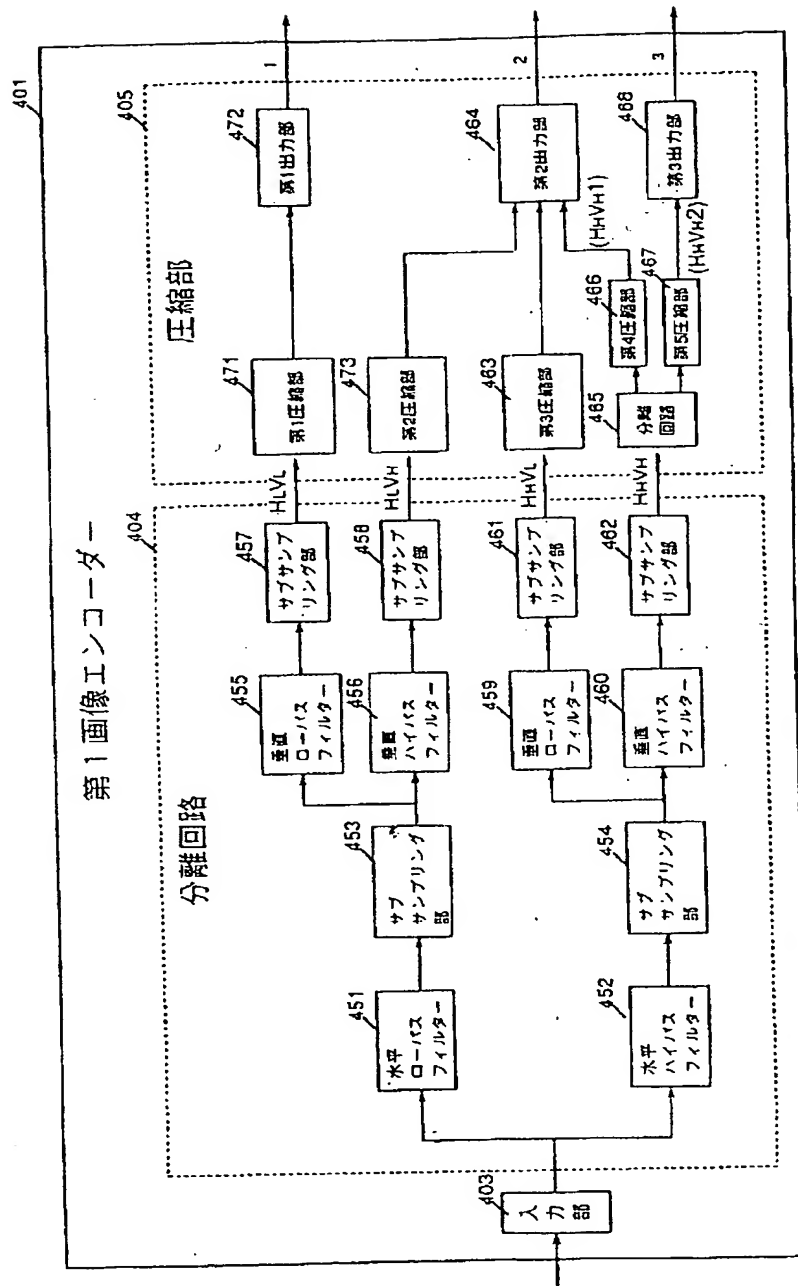 401
第1画像エンコーダー
404
分離回路
405
圧縮部
403
入力部
451
水平
ローパス
フィルター
452
水平
ハイパス
フィルター
453
サブ
サンプリング
部
454
サブ
サンプリング
部
455
垂直
ローパス
フィルター
456
垂直
ハイパス
フィルター
459
垂直
ローパス
フィルター
460
垂直
ハイパス
フィルター
457
サブサンプ
リング部
458
サブサンプ
リング部
461
サブサンプ
リング部
462
サブサンプ
リング部
HLVL
HLVH
HHVL
HHVH
471
第1圧縮部
473
第2圧縮部
463
第3圧縮部
465
分離
回路
466
第4圧縮部
467
第5圧縮部
(HHVH1)
(HHVH2)
472
第1出力部
464
第2出力部
468
第3出力部
1
2
3